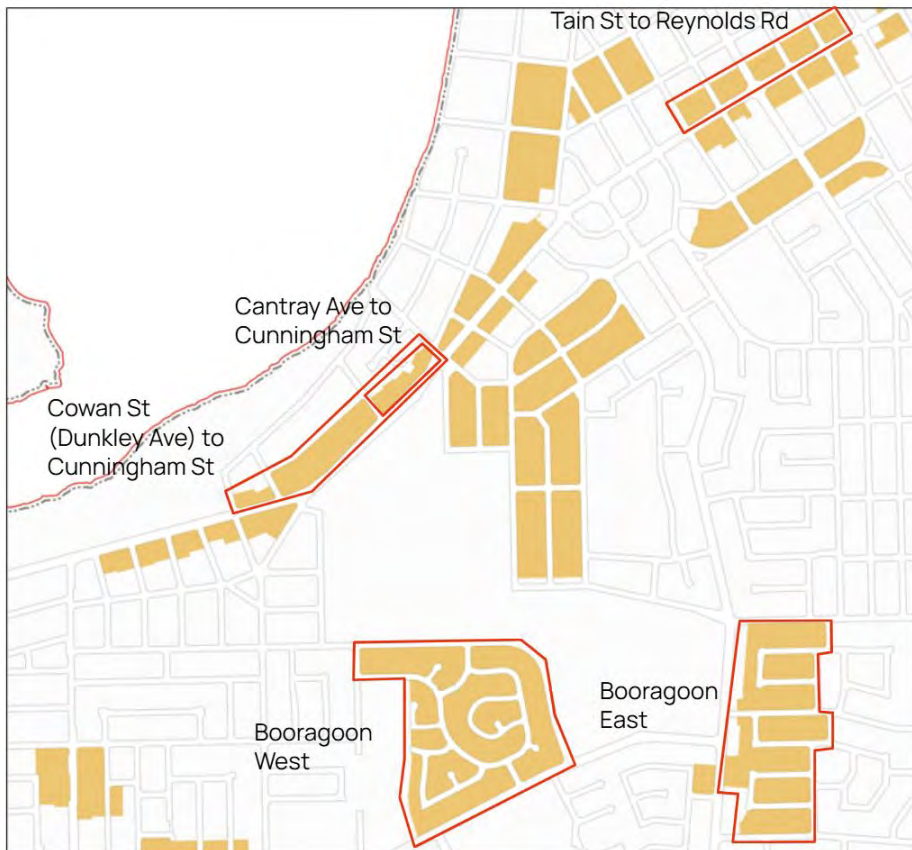 Tain St to Reynolds Rd
Cantray Ave to
Cunningham St
Cowan St
(Dunkley Ave) to
Cunningham St
Booragoon
East
Booragoon
West